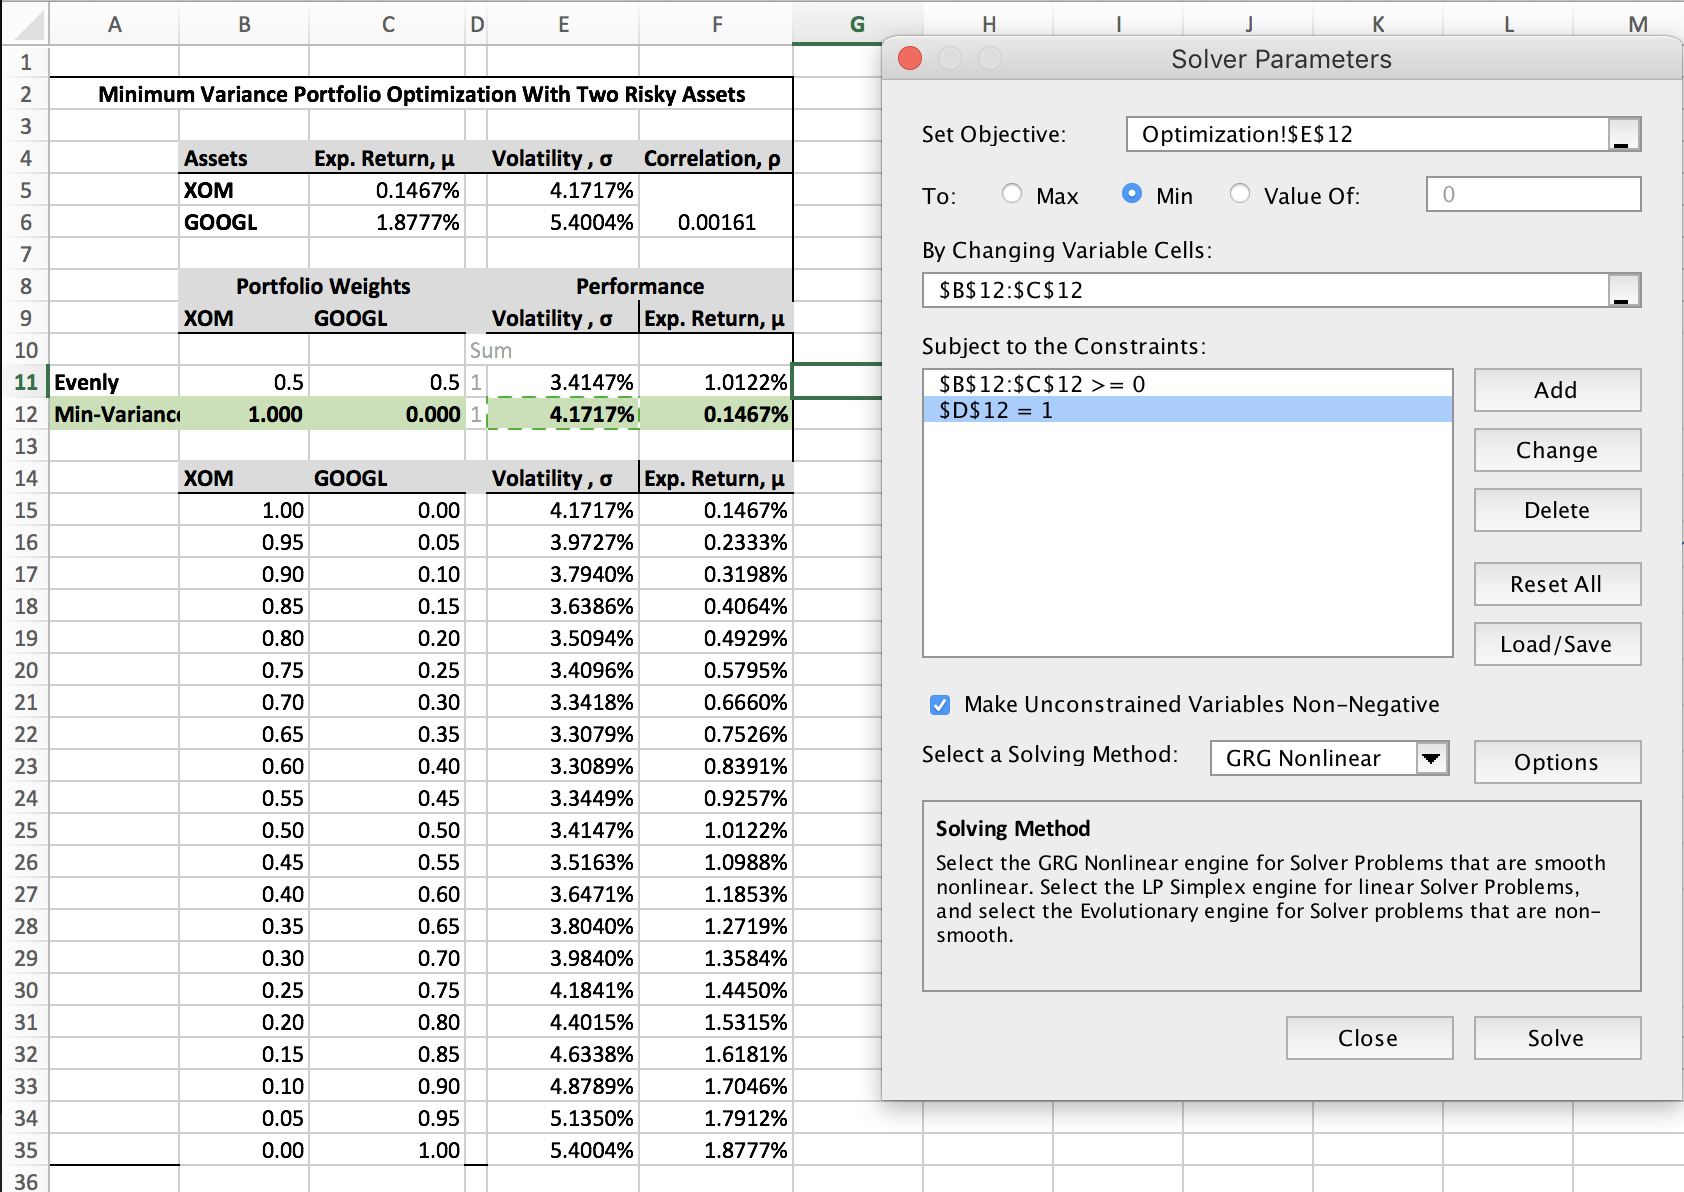 A B C D E F G H I J K L M
1
2 Minimum Variance Portfolio Optimization With Two Risky Assets
3
4 Assets Exp. Return, μ Volatility , σ Correlation, ρ
5 XOM 0.1467% 4.1717%
6 GOOGL 1.8777% 5.4004% 0.00161
7
8 Portfolio Weights Performance
9 XOM GOOGL Volatility , σ Exp. Return, μ
10 Sum
11 Evenly 0.5 0.5 1 3.4147% 1.0122%
12 Min-Variance 1.000 0.000 1 4.1717% 0.1467%
13
14 XOM GOOGL Volatility , σ Exp. Return, μ
15 1.00 0.00 4.1717% 0.1467%
16 0.95 0.05 3.9727% 0.2333%
17 0.90 0.10 3.7940% 0.3198%
18 0.85 0.15 3.6386% 0.4064%
19 0.80 0.20 3.5094% 0.4929%
20 0.75 0.25 3.4096% 0.5795%
21 0.70 0.30 3.3418% 0.6660%
22 0.65 0.35 3.3079% 0.7526%
23 0.60 0.40 3.3089% 0.8391%
24 0.55 0.45 3.3449% 0.9257%
25 0.50 0.50 3.4147% 1.0122%
26 0.45 0.55 3.5163% 1.0988%
27 0.40 0.60 3.6471% 1.1853%
28 0.35 0.65 3.8040% 1.2719%
29 0.30 0.70 3.9840% 1.3584%
30 0.25 0.75 4.1841% 1.4450%
31 0.20 0.80 4.4015% 1.5315%
32 0.15 0.85 4.6338% 1.6181%
33 0.10 0.90 4.8789% 1.7046%
34 0.05 0.95 5.1350% 1.7912%
35 0.00 1.00 5.4004% 1.8777%
36
Solver Parameters
Set Objective: Optimization!$E$12
To: Max Min Value Of: 0
By Changing Variable Cells:
$B$12:$C$12
Subject to the Constraints:
$B$12:$C$12 >= 0
$D$12 = 1
Add
Change
Delete
Reset All
Load/Save
Make Unconstrained Variables Non-Negative
Select a Solving Method: GRG Nonlinear Options
Solving Method
Select the GRG Nonlinear engine for Solver Problems that are smooth
nonlinear. Select the LP Simplex engine for linear Solver Problems,
and select the Evolutionary engine for Solver problems that are non-
smooth.
Close Solve